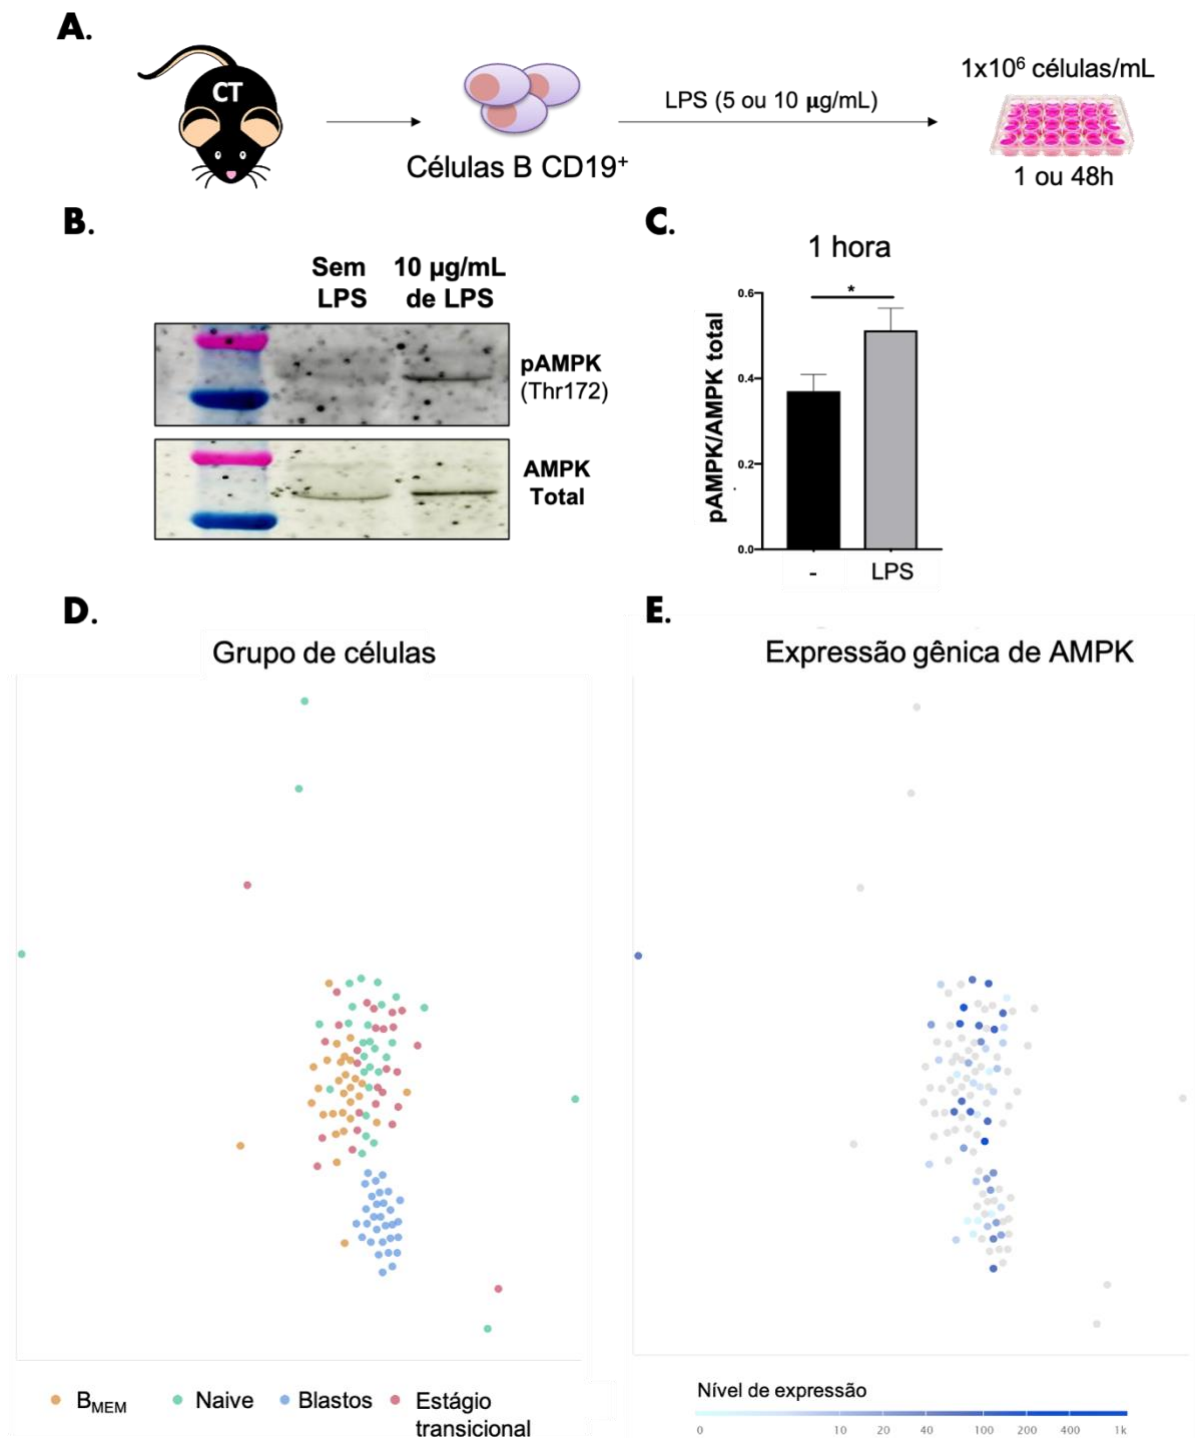 A.
CT
Células B CD19⁺
LPS (5 ou 10 µg/mL)
1x10⁶ células/mL
1 ou 48h
B.
Sem LPS
10 µg/mL de LPS
pAMPK
(Thr172)
AMPK
Total
C.
1 hora
*
pAMPK/AMPK total
0.6
0.4
0.2
0.0
-
LPS
D.
Grupo de células
B_MEM
Naive
Blastos
Estágio
transicional
E.
Expressão gênica de AMPK
Nível de expressão
0 10 20 40 100 200 400 1k